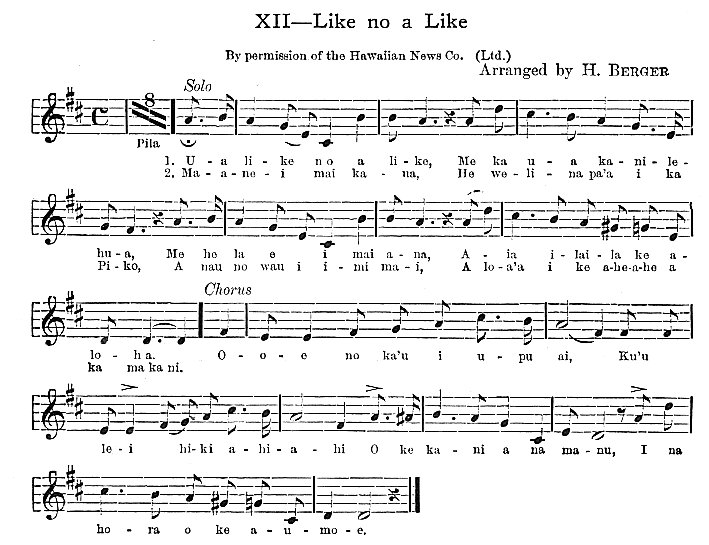 XII—Like no a Like
By permission of the Hawaiian News Co. (Ltd.)
Arranged by H. BERGER
Solo
8
Pila
1. U - a li - ke no a li - ke, Me ka u - a ka - ni - le -
2. Ma - a - ne - i mai ka - na, He we - li - na pa'a i ka
hu - a, Me he la e i mai a - na, A - ia i - lai - la ke a -
Pi - ko, A nau no wau i i - mi ma - i, A lo - a'a i ke a-he-a-he a
Chorus
lo - ha. O - o - e no ka'u i u - pu ai, Ku'u
ka ma ka ni.
le - i hi-ki a - hi - a - hi O ke ka - ni a na ma - nu, I na
ho - ra o ke a - u - mo - e,